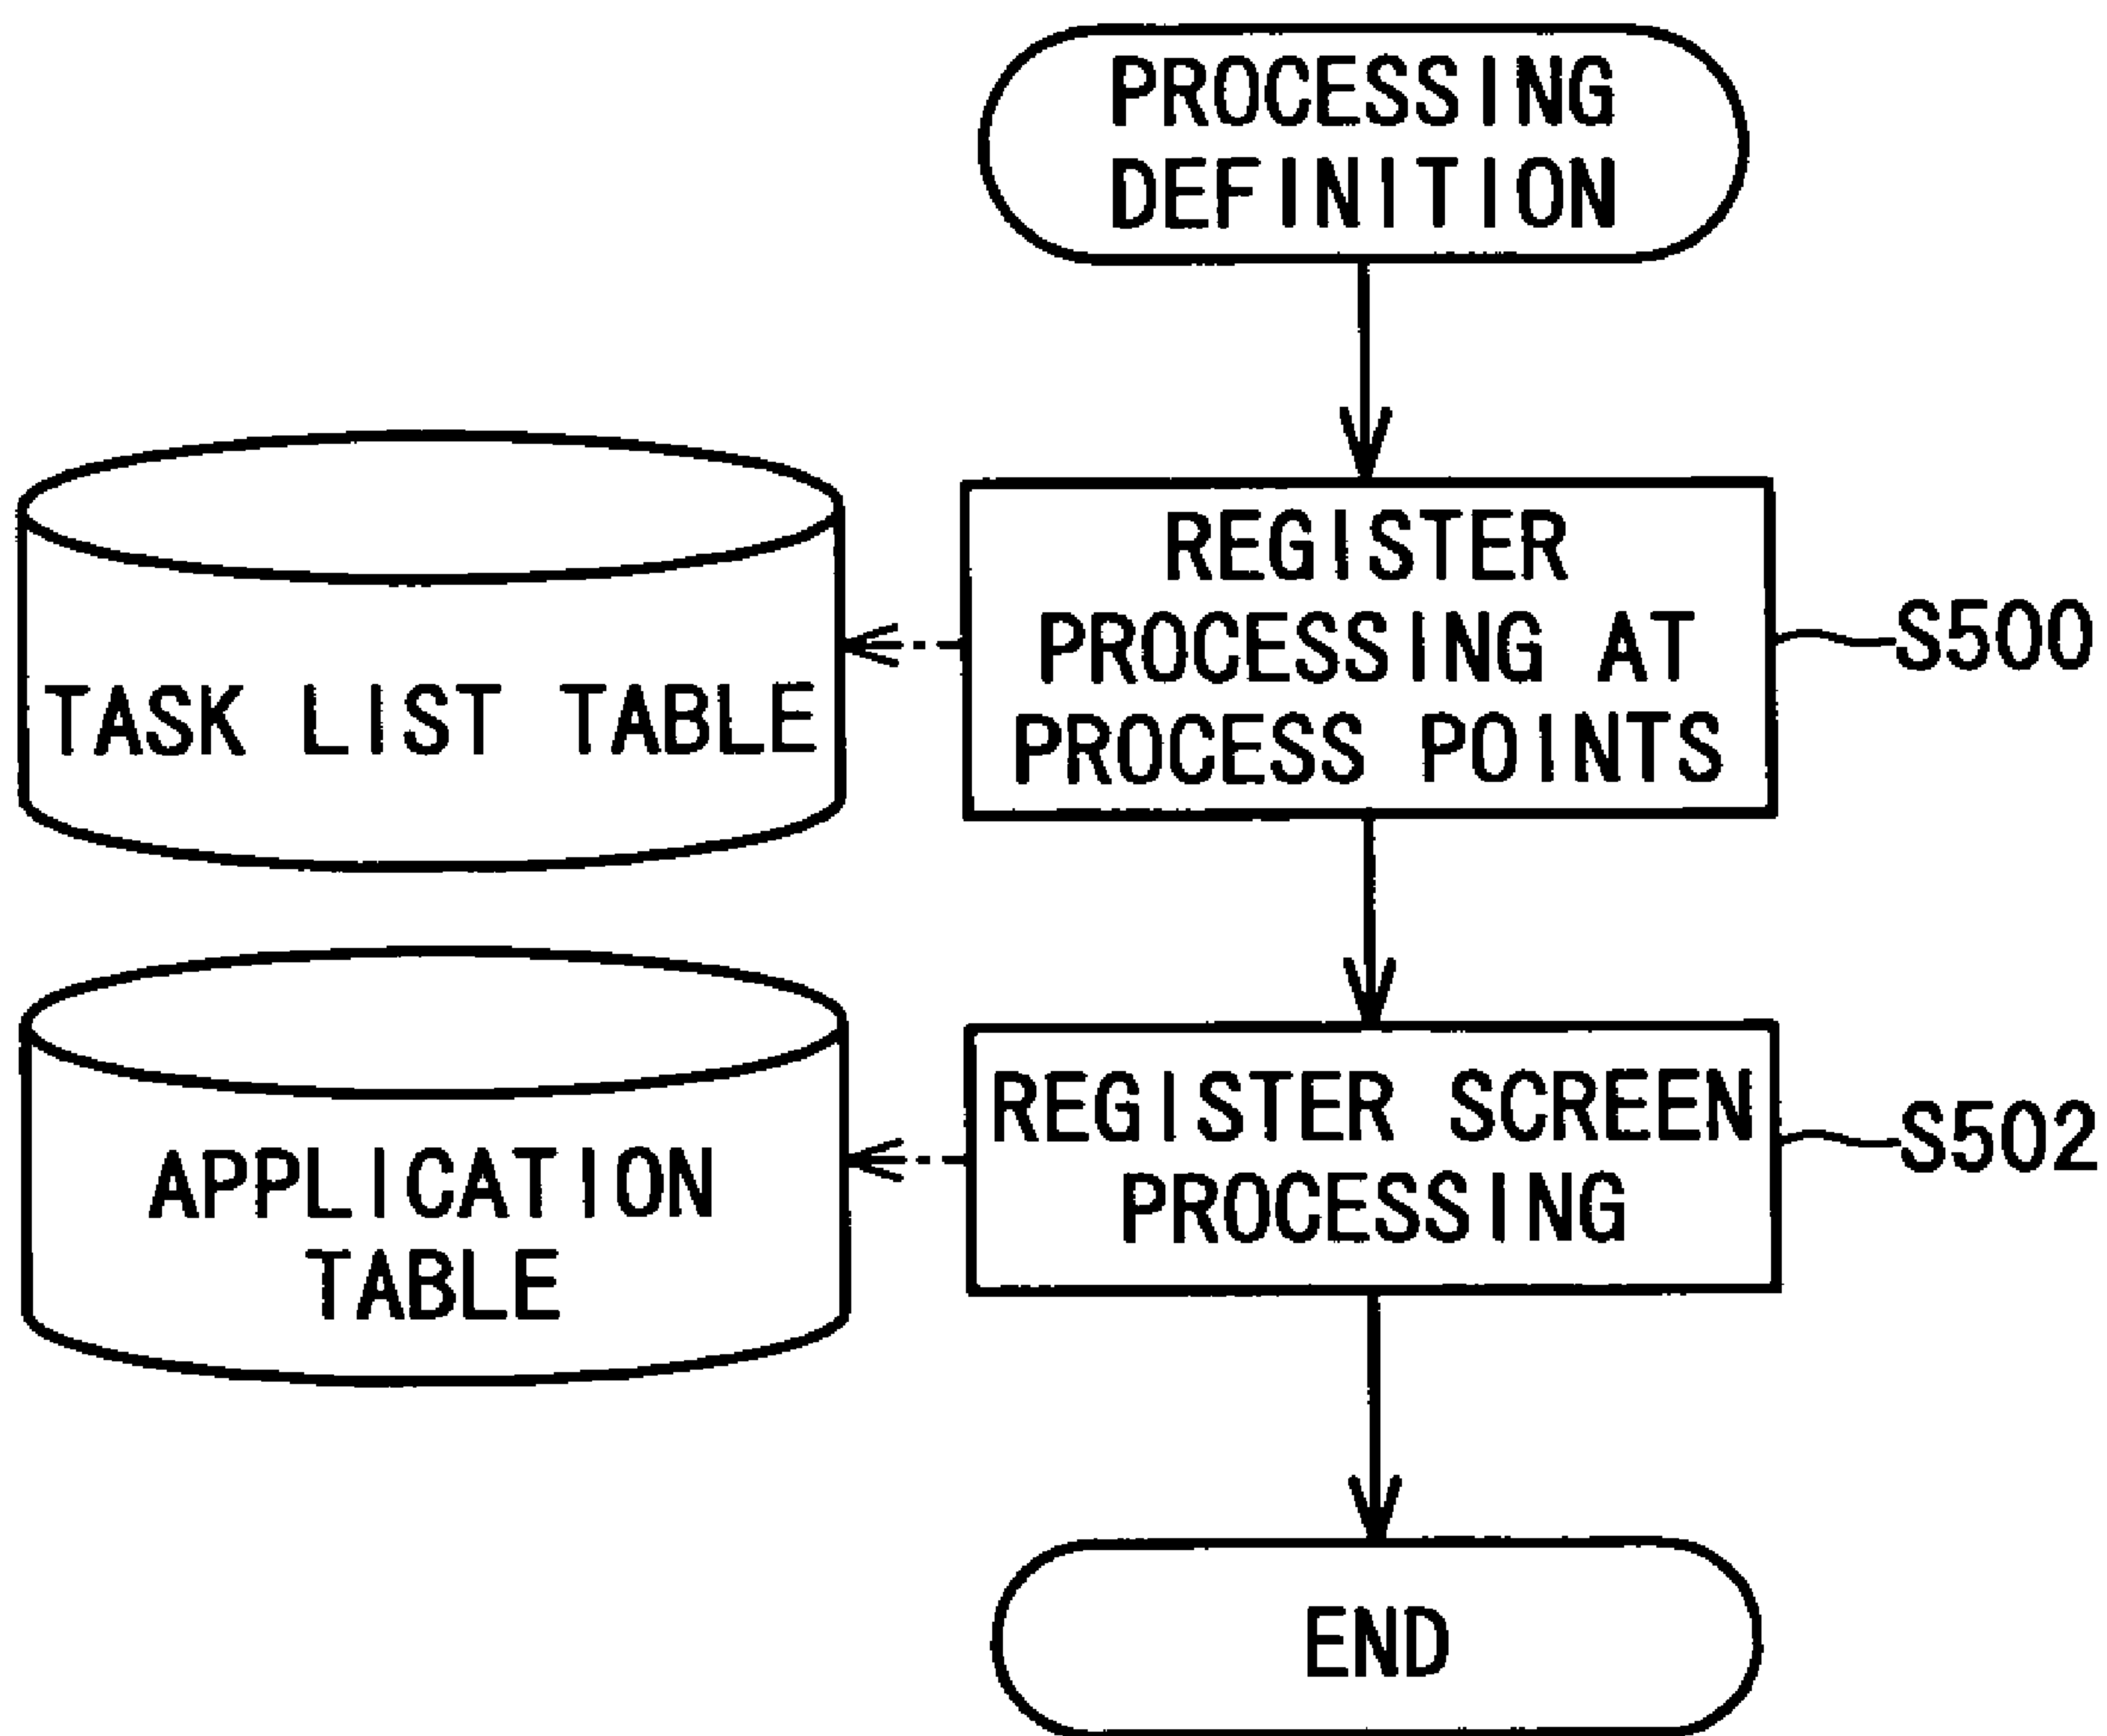 PROCESSING
DEFINITION
REGISTER
PROCESSING AT
PROCESS POINTS
S500
TASK LIST TABLE
REGISTER SCREEN
PROCESSING
S502
APPLICATION
TABLE
END